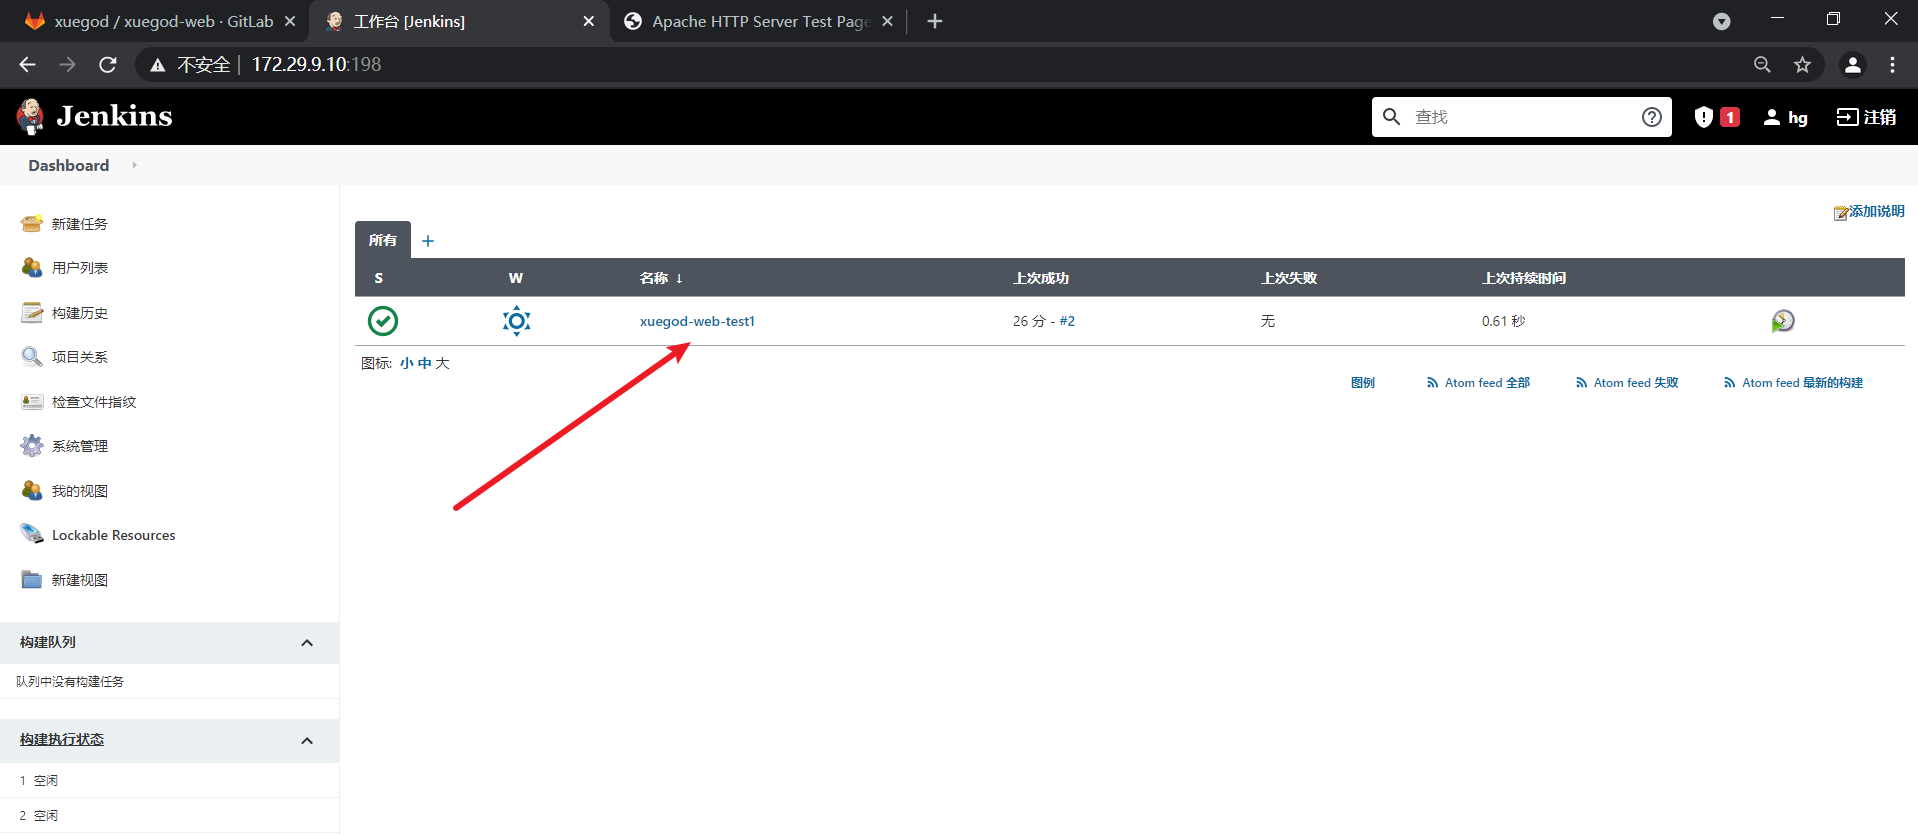 xuegod / xuegod-web · GitLab
工作台 [Jenkins]
Apache HTTP Server Test Page
不安全 172.29.9.10:198
Jenkins
查找
1
hg
注销
Dashboard
新建任务
用户列表
构建历史
项目关系
检查文件指纹
系统管理
我的视图
Lockable Resources
新建视图
构建队列
队列中没有构建任务
构建执行状态
1 空闲
2 空闲
添加说明
所有 +
S W 名称 ↓ 上次成功 上次失败 上次持续时间
xuegod-web-test1 26 分 - #2 无 0.61 秒
图标: 小 中 大
图例 Atom feed 全部 Atom feed 失败 Atom feed 最新的构建